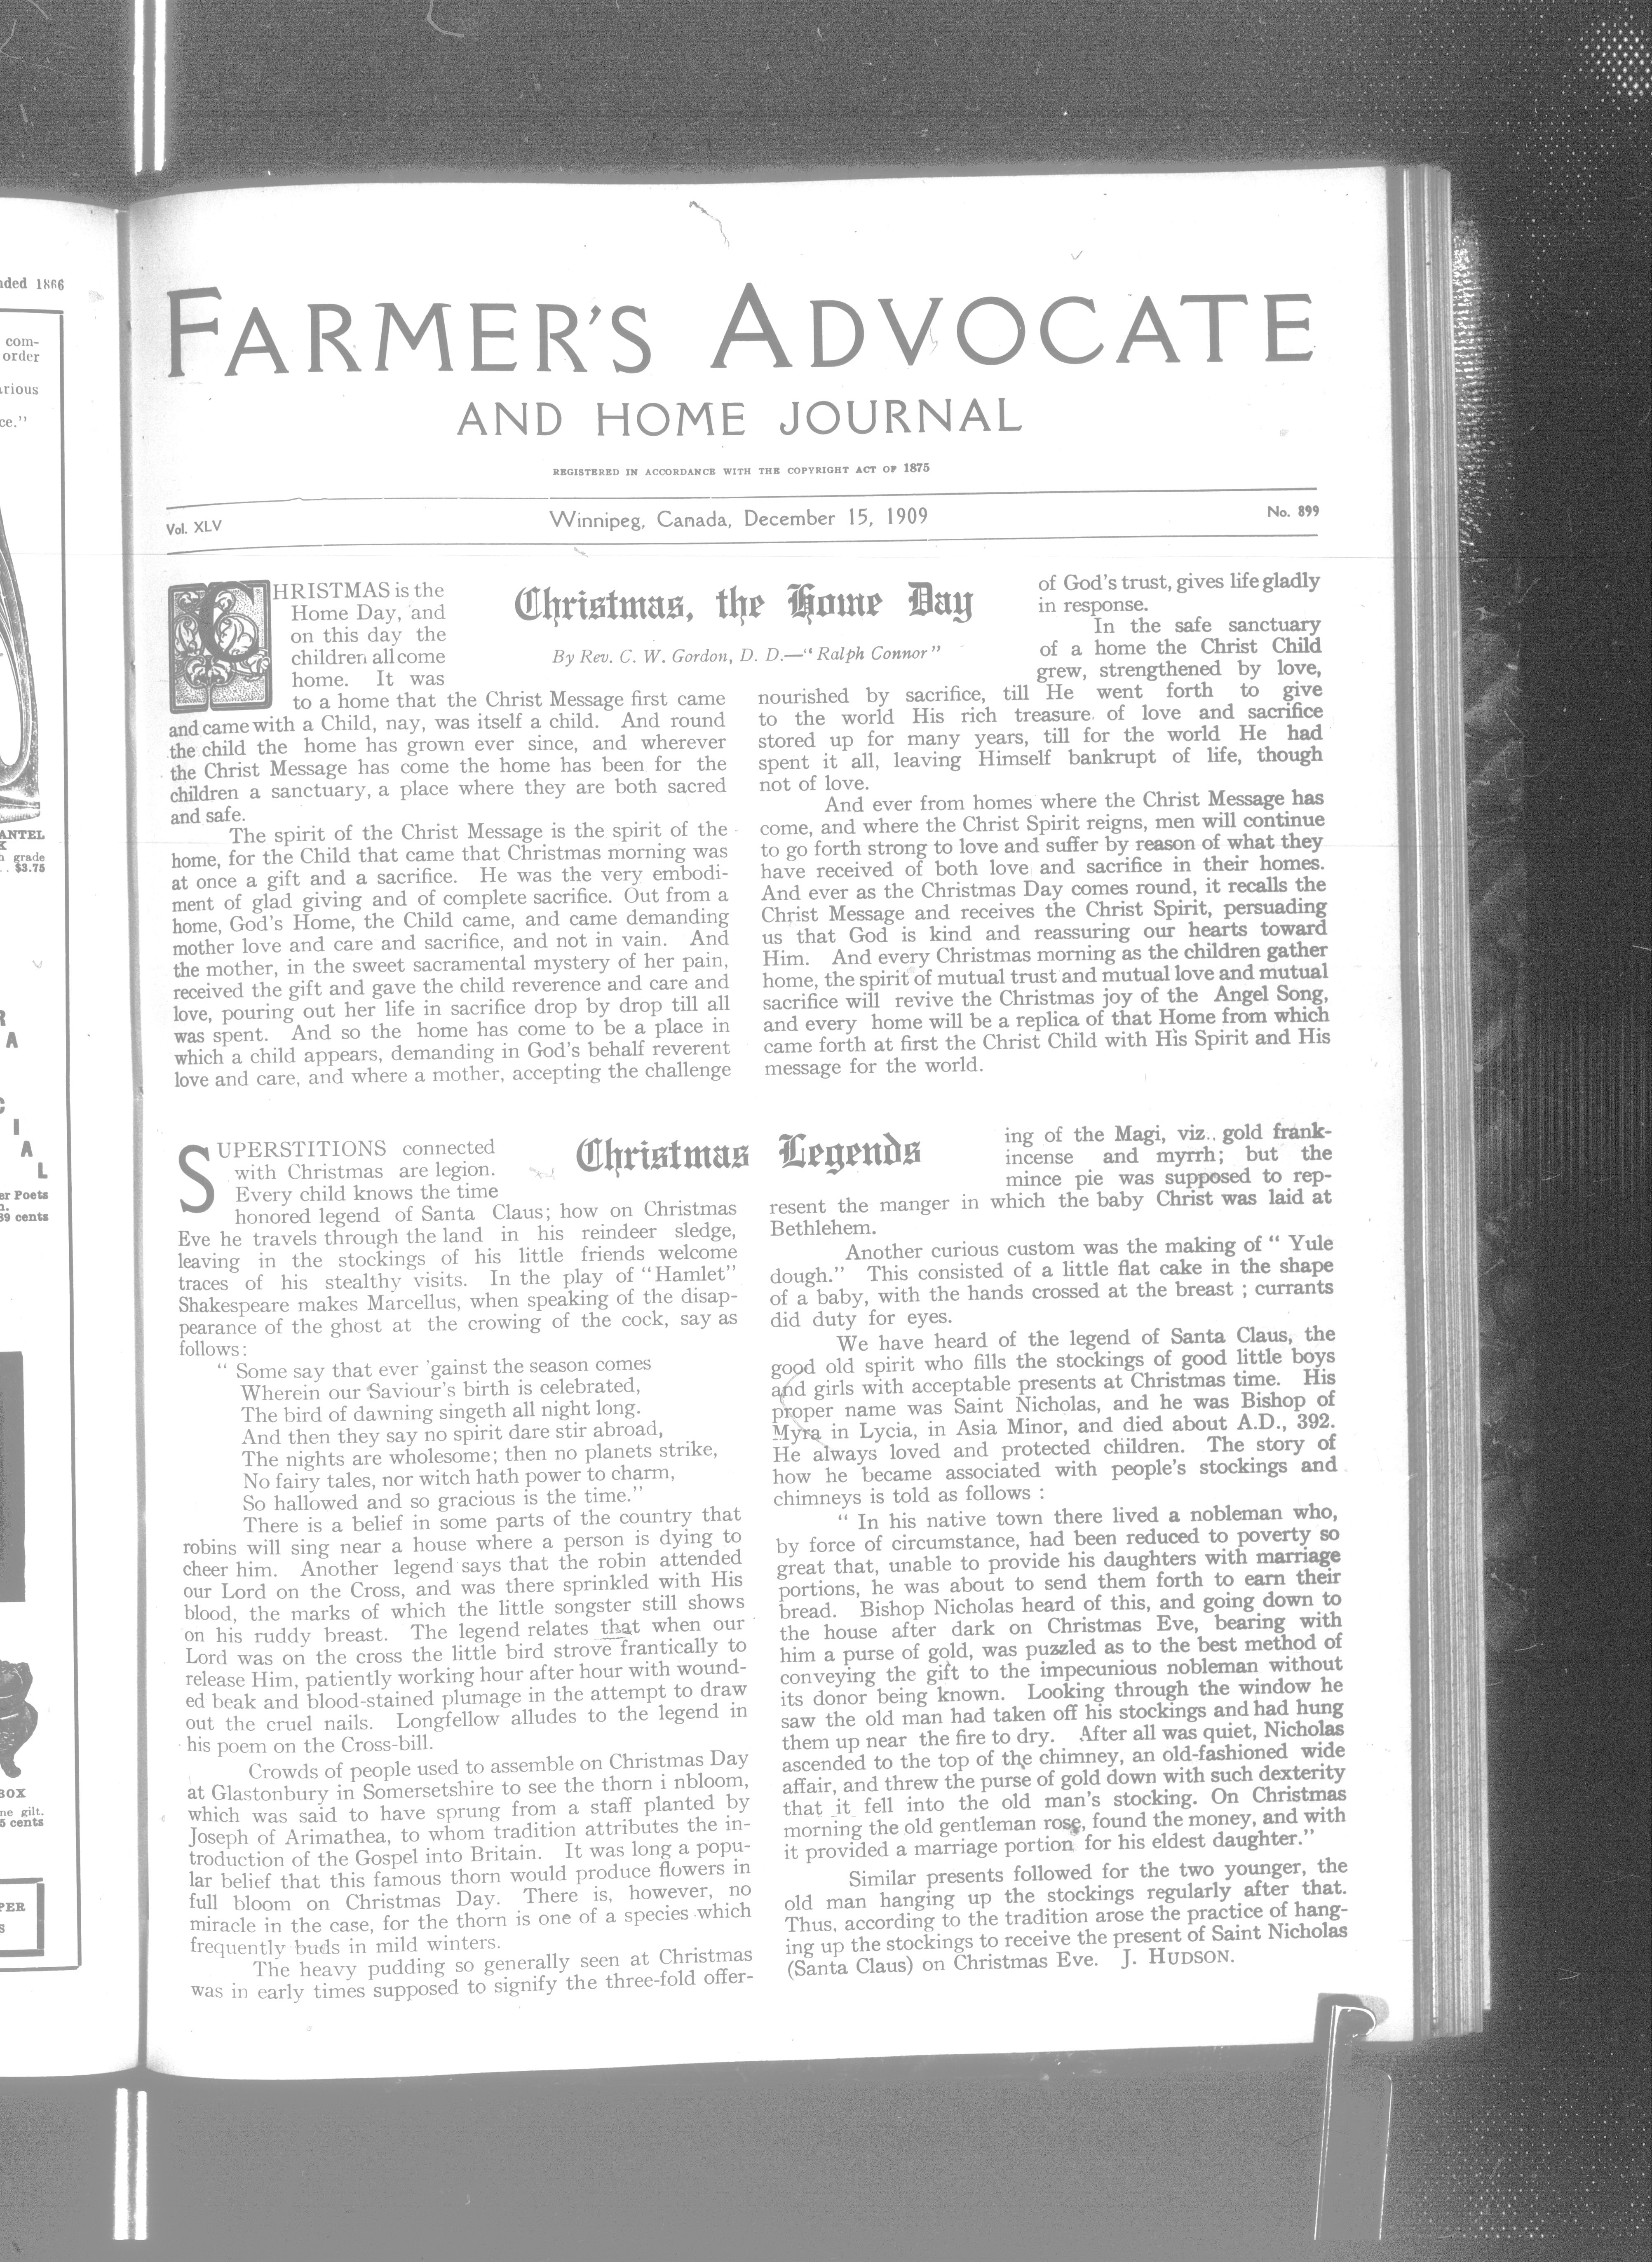 nded 1866
com-
order
arious
ce."
ANTEL
K
h grade
. . $3.75
R
A
C
I
A
L
er Poets
n.
39 cents
BOX
ne gilt.
5 cents
PER
S
FARMER'S ADVOCATE
AND HOME JOURNAL
REGISTERED IN ACCORDANCE WITH THE COPYRIGHT ACT OF 1875
Vol. XLV
Winnipeg, Canada, December 15, 1909
No. 899
Christmas, the Home Day
By Rev. C. W. Gordon, D. D.—"Ralph Connor"
CHRISTMAS is the
Home Day, and
on this day the
children all come
home. It was
to a home that the Christ Message first came
and came with a Child, nay, was itself a child. And round
the child the home has grown ever since, and wherever
the Christ Message has come the home has been for the
children a sanctuary, a place where they are both sacred
and safe.
The spirit of the Christ Message is the spirit of the
home, for the Child that came that Christmas morning was
at once a gift and a sacrifice. He was the very embodi-
ment of glad giving and of complete sacrifice. Out from a
home, God's Home, the Child came, and came demanding
mother love and care and sacrifice, and not in vain. And
the mother, in the sweet sacramental mystery of her pain,
received the gift and gave the child reverence and care and
love, pouring out her life in sacrifice drop by drop till all
was spent. And so the home has come to be a place in
which a child appears, demanding in God's behalf reverent
love and care, and where a mother, accepting the challenge
of God's trust, gives life gladly
in response.
In the safe sanctuary
of a home the Christ Child
grew, strengthened by love,
nourished by sacrifice, till He went forth to give
to the world His rich treasure of love and sacrifice
stored up for many years, till for the world He had
spent it all, leaving Himself bankrupt of life, though
not of love.
And ever from homes where the Christ Message has
come, and where the Christ Spirit reigns, men will continue
to go forth strong to love and suffer by reason of what they
have received of both love and sacrifice in their homes.
And ever as the Christmas Day comes round, it recalls the
Christ Message and receives the Christ Spirit, persuading
us that God is kind and reassuring our hearts toward
Him. And every Christmas morning as the children gather
home, the spirit of mutual trust and mutual love and mutual
sacrifice will revive the Christmas joy of the Angel Song,
and every home will be a replica of that Home from which
came forth at first the Christ Child with His Spirit and His
message for the world.
Christmas Legends
SUPERSTITIONS connected
with Christmas are legion.
Every child knows the time
honored legend of Santa Claus; how on Christmas
Eve he travels through the land in his reindeer sledge,
leaving in the stockings of his little friends welcome
traces of his stealthy visits. In the play of "Hamlet"
Shakespeare makes Marcellus, when speaking of the disap-
pearance of the ghost at the crowing of the cock, say as
follows:
" Some say that ever 'gainst the season comes
Wherein our Saviour's birth is celebrated,
The bird of dawning singeth all night long.
And then they say no spirit dare stir abroad,
The nights are wholesome; then no planets strike,
No fairy tales, nor witch hath power to charm,
So hallowed and so gracious is the time."
There is a belief in some parts of the country that
robins will sing near a house where a person is dying to
cheer him. Another legend says that the robin attended
our Lord on the Cross, and was there sprinkled with His
blood, the marks of which the little songster still shows
on his ruddy breast. The legend relates that when our
Lord was on the cross the little bird strove frantically to
release Him, patiently working hour after hour with wound-
ed beak and blood-stained plumage in the attempt to draw
out the cruel nails. Longfellow alludes to the legend in
his poem on the Cross-bill.
Crowds of people used to assemble on Christmas Day
at Glastonbury in Somersetshire to see the thorn i nbloom,
which was said to have sprung from a staff planted by
Joseph of Arimathea, to whom tradition attributes the in-
troduction of the Gospel into Britain. It was long a popu-
lar belief that this famous thorn would produce flowers in
full bloom on Christmas Day. There is, however, no
miracle in the case, for the thorn is one of a species which
frequently buds in mild winters.
The heavy pudding so generally seen at Christmas
was in early times supposed to signify the three-fold offer-
ing of the Magi, viz.. gold frank-
incense and myrrh; but the
mince pie was supposed to rep-
resent the manger in which the baby Christ was laid at
Bethlehem.
Another curious custom was the making of " Yule
dough." This consisted of a little flat cake in the shape
of a baby, with the hands crossed at the breast ; currants
did duty for eyes.
We have heard of the legend of Santa Claus, the
good old spirit who fills the stockings of good little boys
and girls with acceptable presents at Christmas time. His
proper name was Saint Nicholas, and he was Bishop of
Myra in Lycia, in Asia Minor, and died about A.D., 392.
He always loved and protected children. The story of
how he became associated with people's stockings and
chimneys is told as follows :
" In his native town there lived a nobleman who,
by force of circumstance, had been reduced to poverty so
great that, unable to provide his daughters with marriage
portions, he was about to send them forth to earn their
bread. Bishop Nicholas heard of this, and going down to
the house after dark on Christmas Eve, bearing with
him a purse of gold, was puzzled as to the best method of
conveying the gift to the impecunious nobleman without
its donor being known. Looking through the window he
saw the old man had taken off his stockings and had hung
them up near the fire to dry. After all was quiet, Nicholas
ascended to the top of the chimney, an old-fashioned wide
affair, and threw the purse of gold down with such dexterity
that it fell into the old man's stocking. On Christmas
morning the old gentleman rose, found the money, and with
it provided a marriage portion for his eldest daughter."
Similar presents followed for the two younger, the
old man hanging up the stockings regularly after that.
Thus, according to the tradition arose the practice of hang-
ing up the stockings to receive the present of Saint Nicholas
(Santa Claus) on Christmas Eve. J. HUDSON.